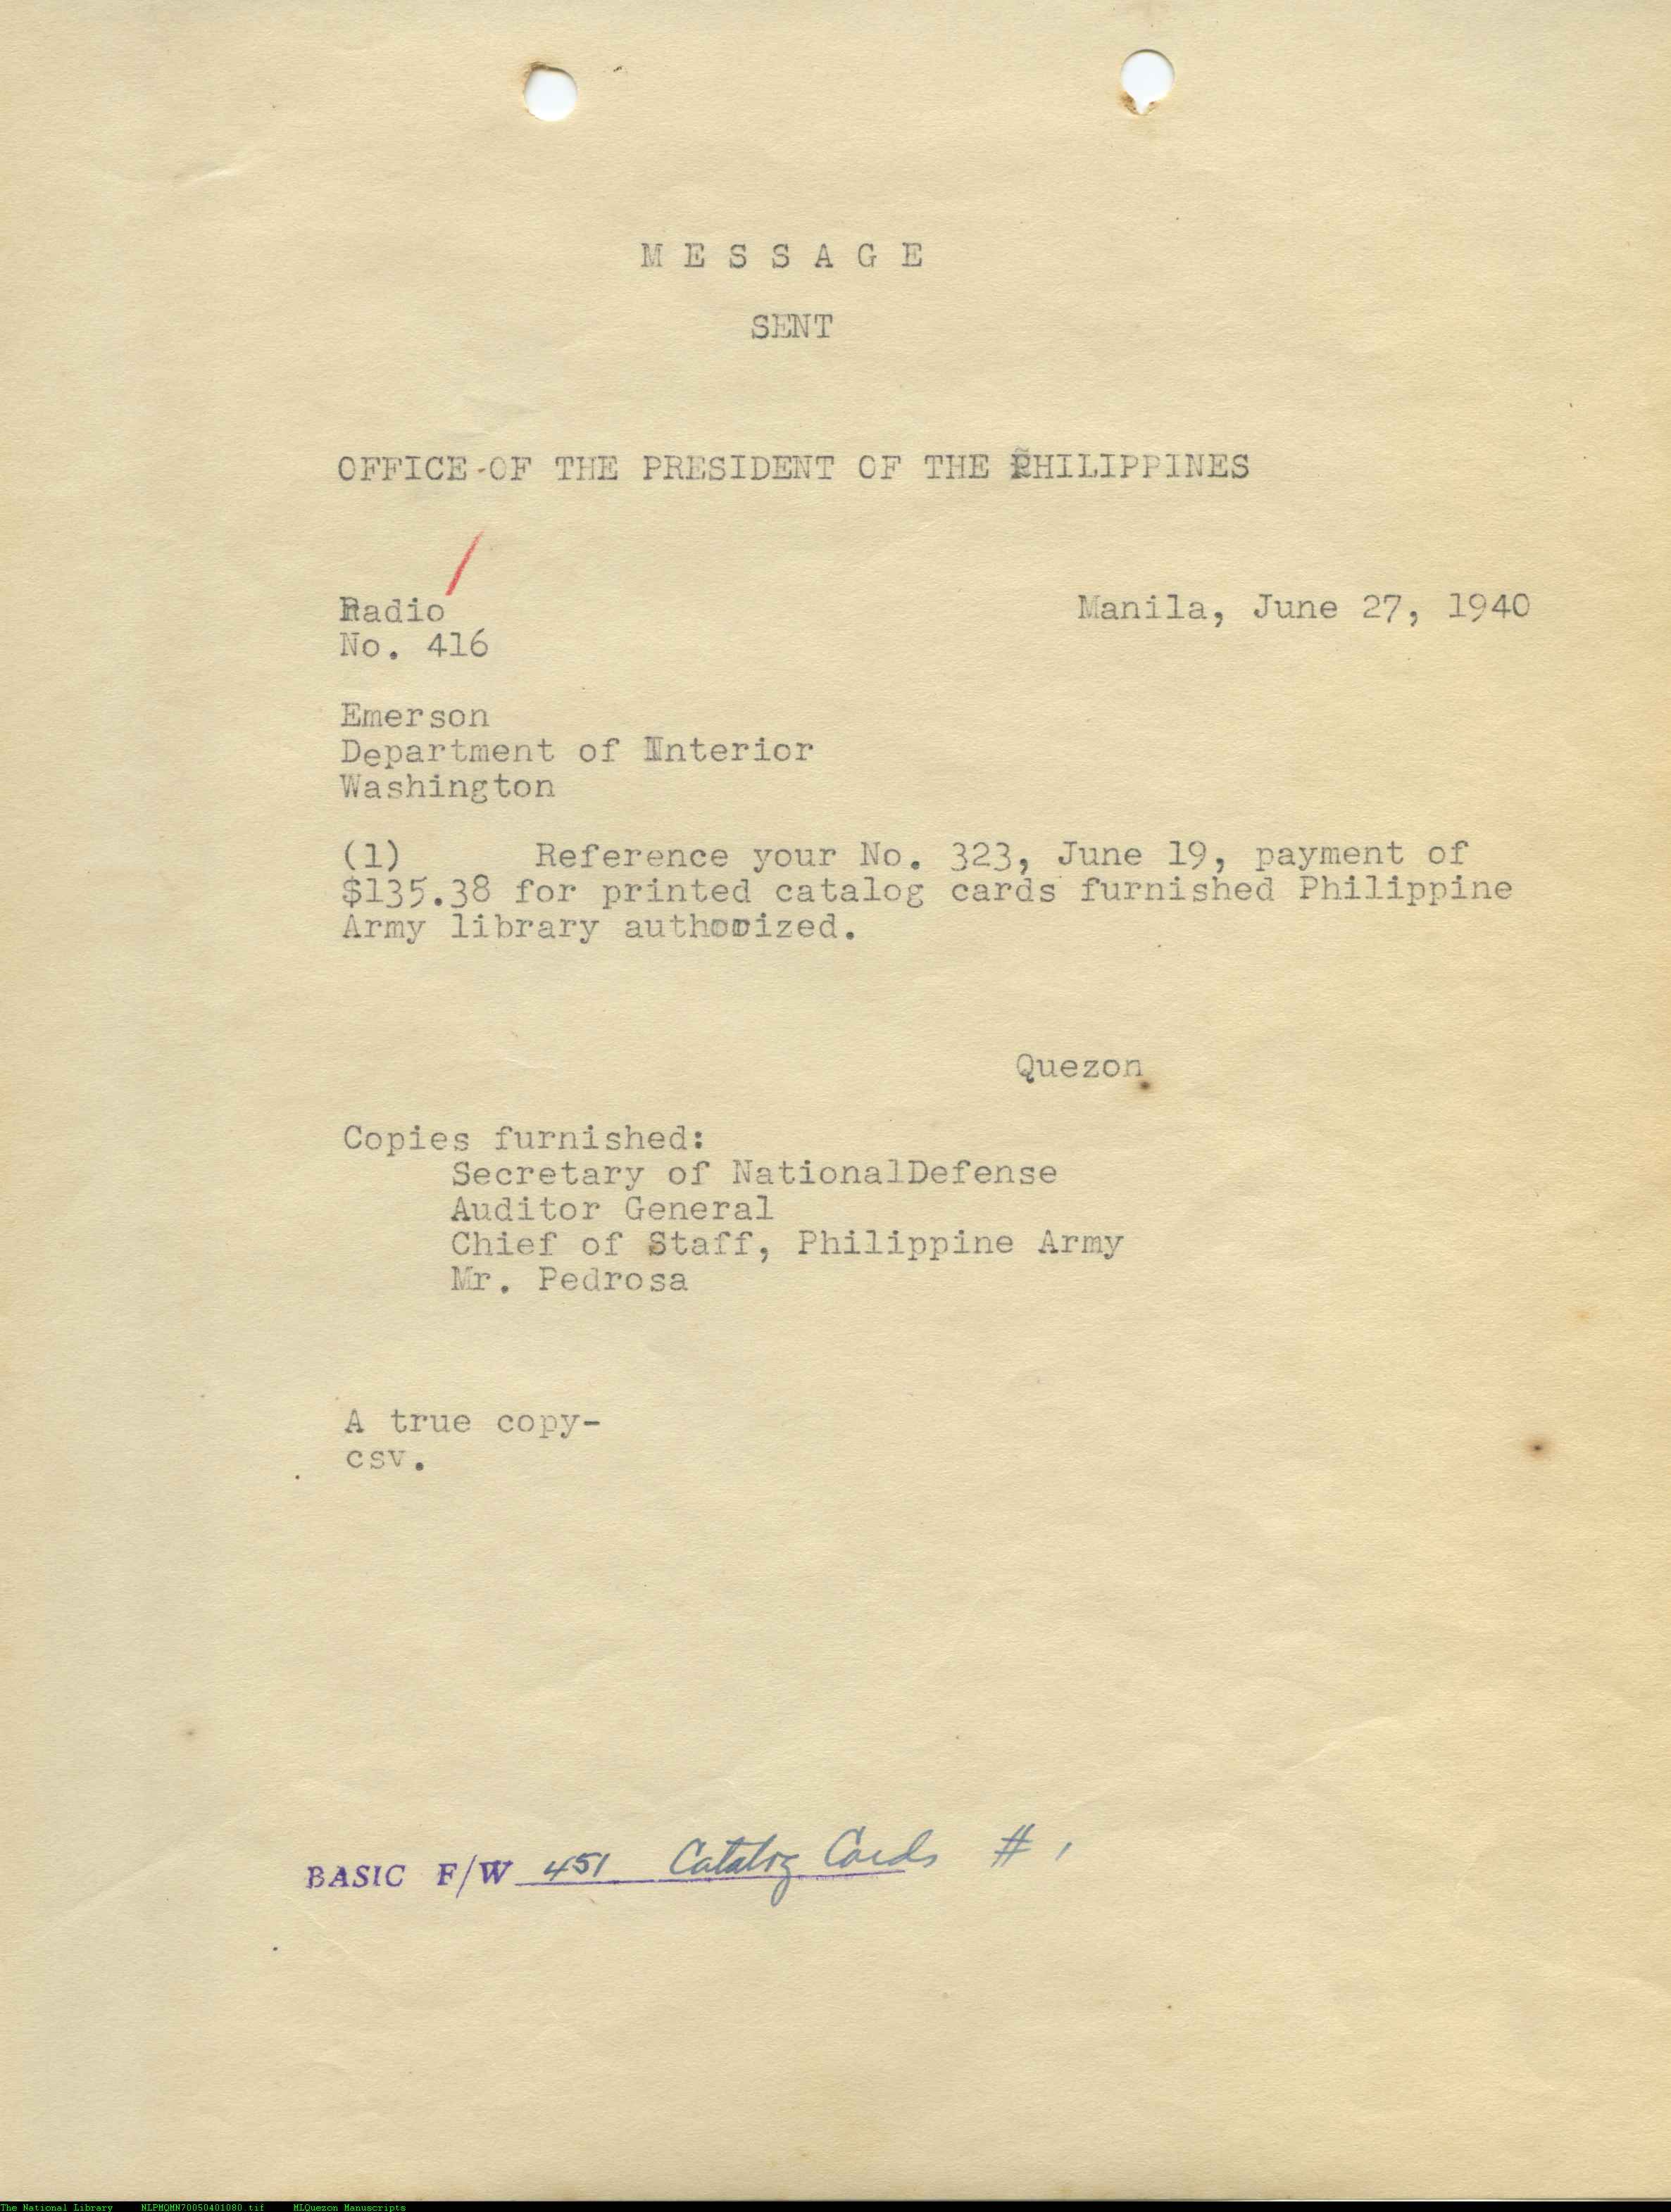 M E S S A G E
SENT
OFFICE-OF THE PRESIDENT OF THE PHILIPPINES
Radio
Manila, June 27, 1940
No. 416
Emerson
Department of Interior
Washington
(1) Reference your No. 323, June 19, payment of
$135.38 for printed catalog cards furnished Philippine
Army library authorized.
Quezon
Copies furnished:
Secretary of NationalDefense
Auditor General
Chief of Staff, Philippine Army
Mr. Pedrosa
A true copy-
csv.
BASIC F/W 451 Catalog Cards # 1
The National Library NLPMQMN70050401080.tif MLQuezon Manuscripts